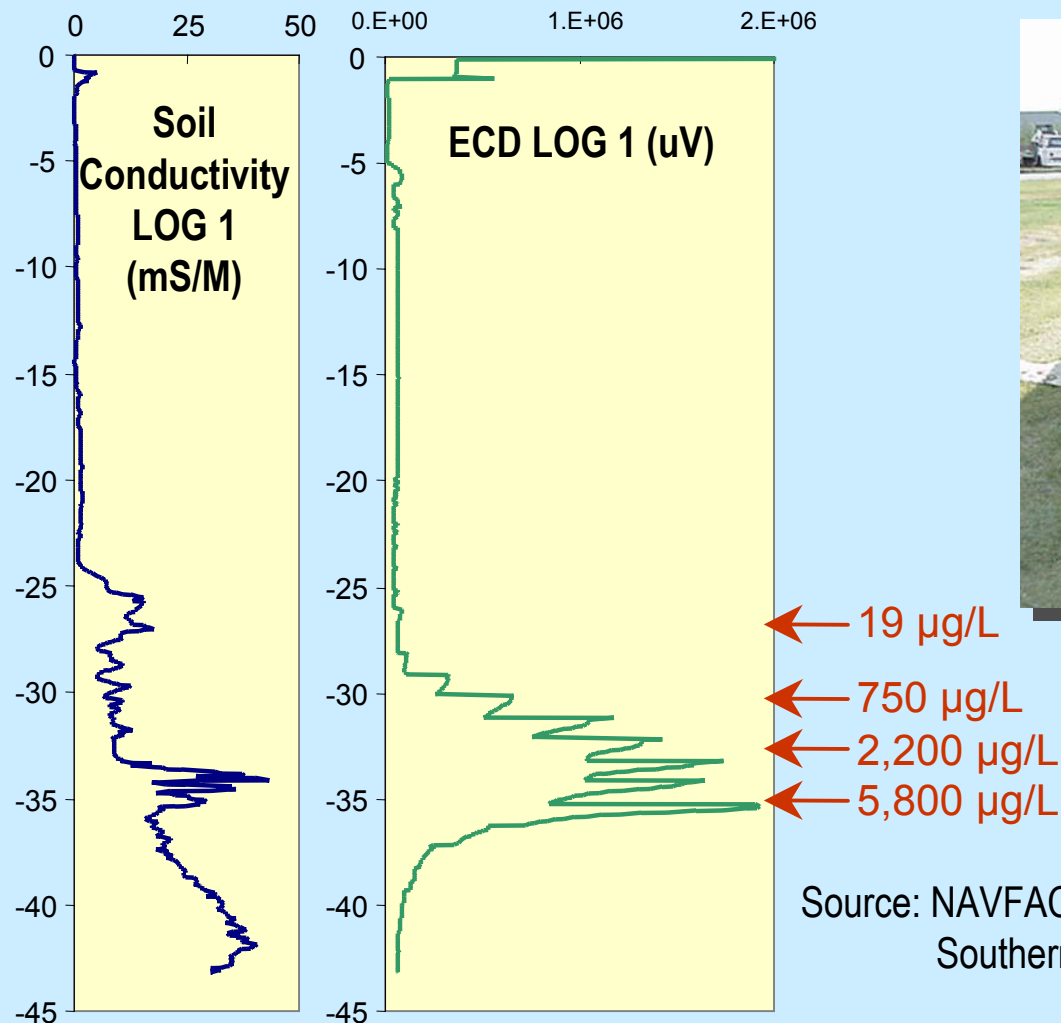 0 25 50
0
-5
-10
-15
-20
-25
-30
-35
-40
-45
Soil
Conductivity
LOG 1
(mS/M)
0.E+00 1.E+06 2.E+06
0
-5
-10
-15
-20
-25
-30
-35
-40
-45
ECD LOG 1 (uV)
19 µg/L
750 µg/L
2,200 µg/L
5,800 µg/L
Source: NAVFAC
Southern